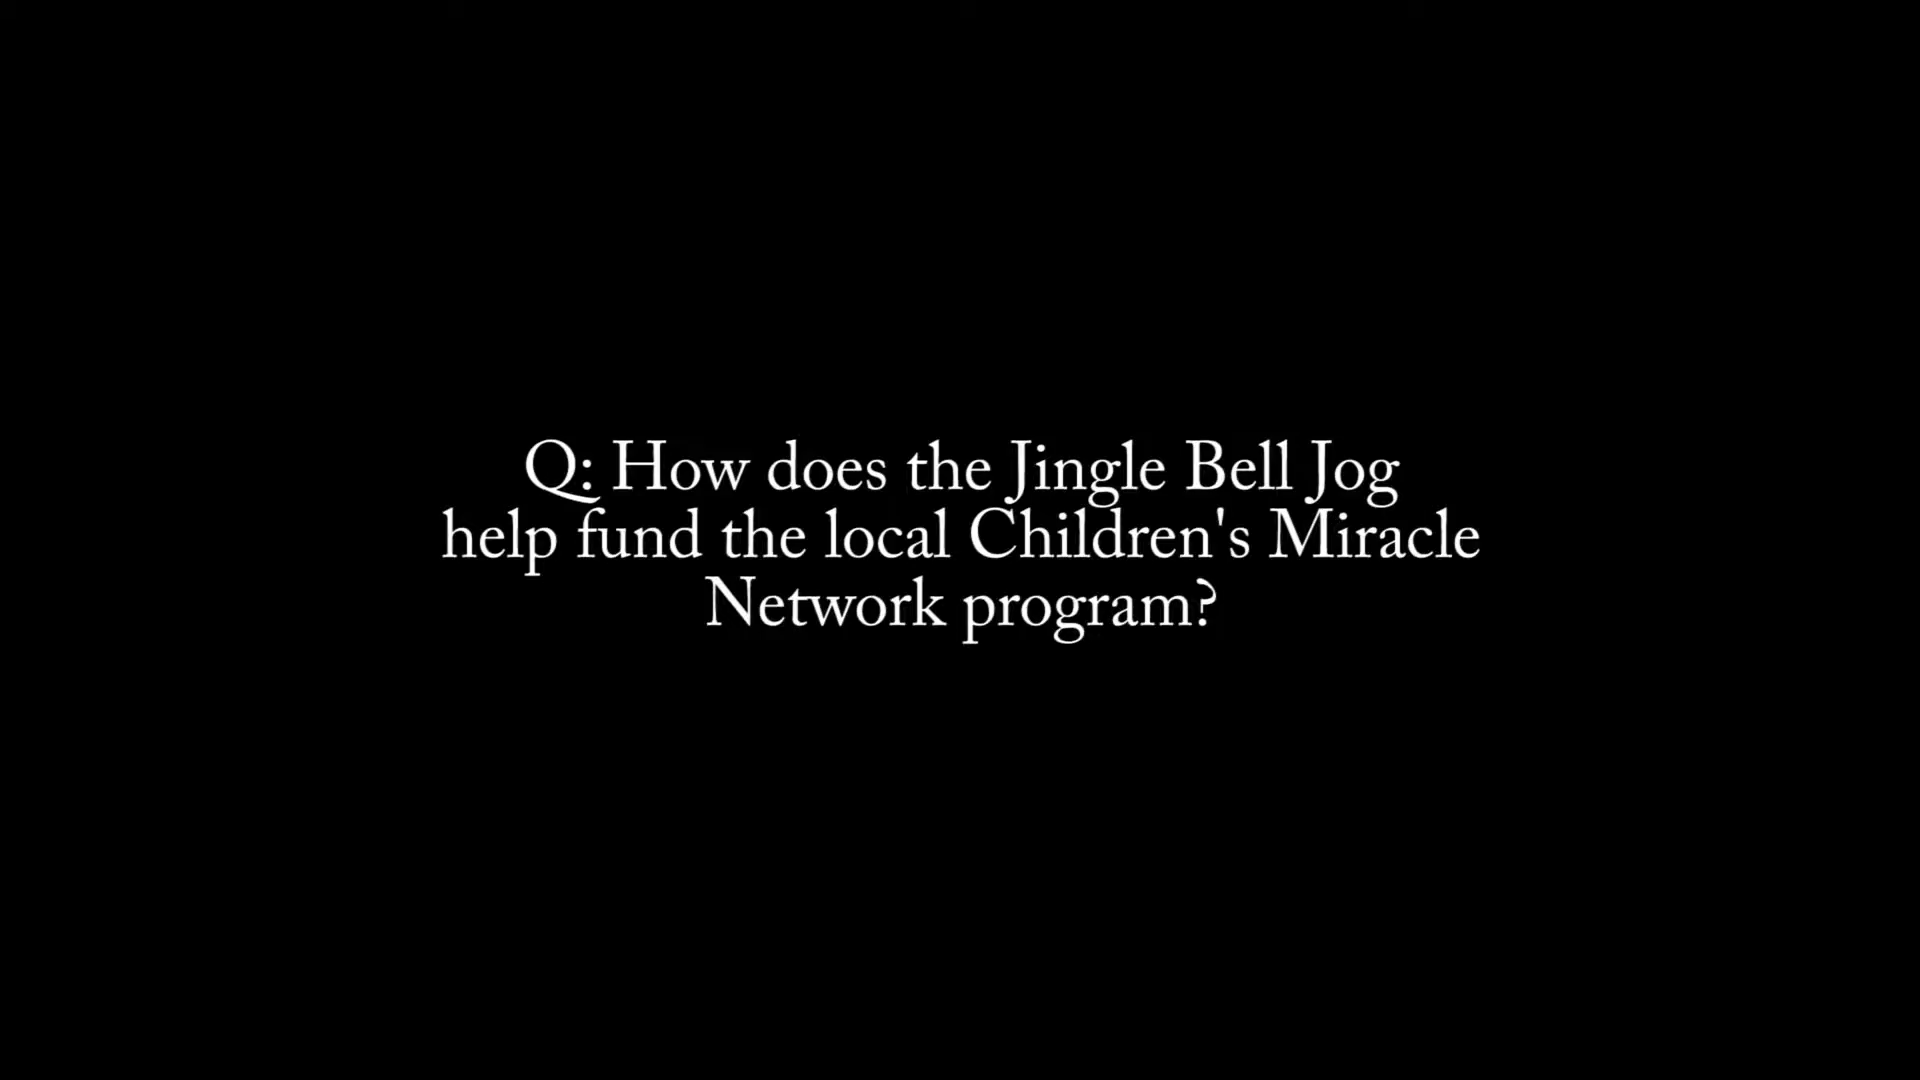 Q: How does the Jingle Bell Jog
help fund the local Children's Miracle
Network program?